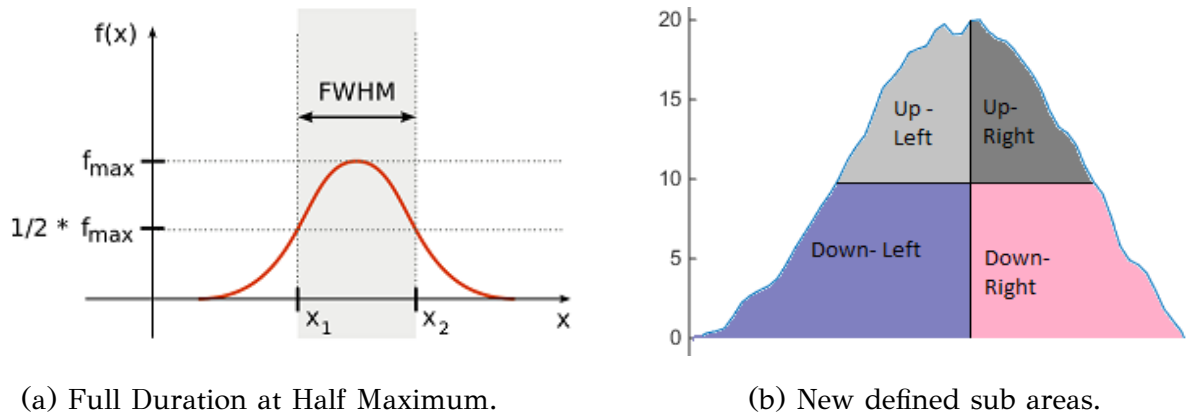 f(x)
FWHM
fmax
1/2 * fmax
x1
x2
x
20
15
10
5
0
Up -
Left
Up-
Right
Down- Left
Down-
Right
(a) Full Duration at Half Maximum.
(b) New defined sub areas.